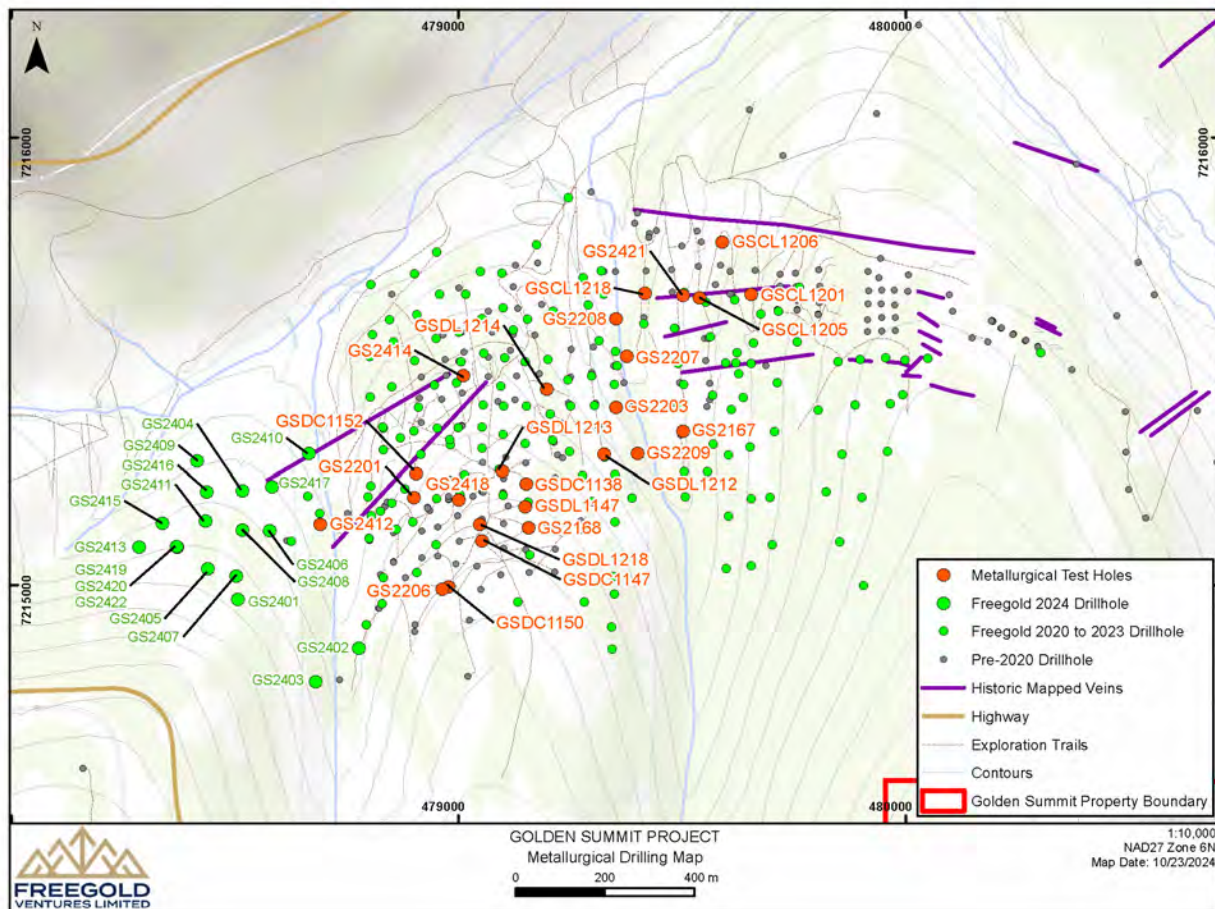 479000
480000
N
7216000
7216000
GSCL1206
GS2421
GSCL1218
GSCL1201
GS2208
GSCL1205
GSDL1214
GS2414
GS2207
GS2203
GSDL1213
GSDC1152
GS2404
GS2409
GS2410
GS2167
GS2416
GS2201
GS2209
GS2411
GS2417
GS2418
GSDC1138
GSDL1212
GS2415
GSDL1147
GS2412
GS2168
GS2413
GS2406
GSDL1218
GS2419
GS2408
GSDC1147
GS2420
GS2422
GS2401
GS2206
7215000
7215000
GS2405
GSDC1150
GS2407
GS2402
GS2403
Metallurgical Test Holes
Freegold 2024 Drillhole
Freegold 2020 to 2023 Drillhole
Pre-2020 Drillhole
Historic Mapped Veins
Highway
Exploration Trails
Contours
Golden Summit Property Boundary
479000
480000
FREEGOLD
VENTURES LIMITED
GOLDEN SUMMIT PROJECT
Metallurgical Drilling Map
0 200 400 m
1:10,000
NAD27 Zone 6N
Map Date: 10/23/2024